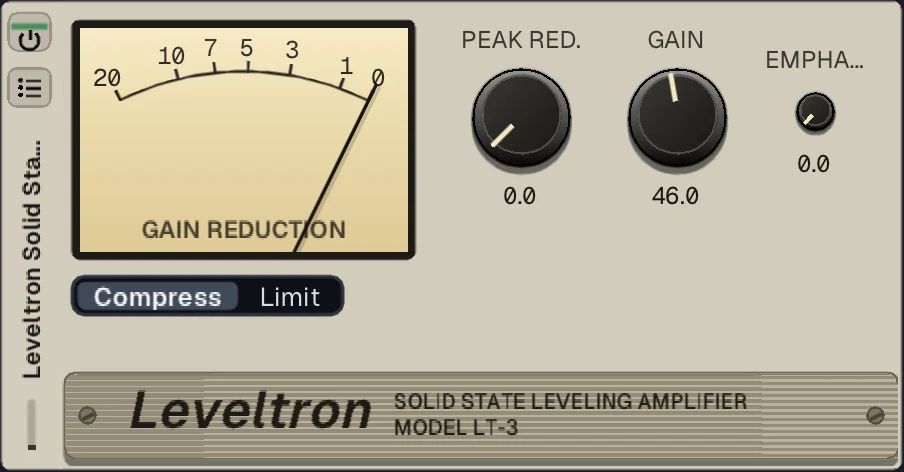 Leveltron Solid Sta...
20 10 7 5 3 1 0
GAIN REDUCTION
Compress Limit
PEAK RED.
0.0
GAIN
46.0
EMPHA...
0.0
Leveltron
SOLID STATE LEVELING AMPLIFIER
MODEL LT-3